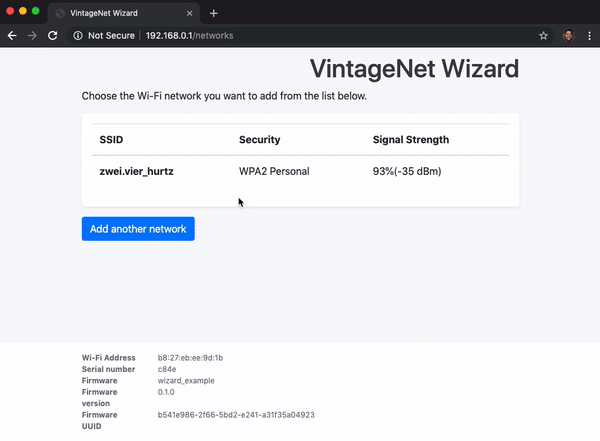 VintageNet Wizard
Not Secure 192.168.0.1/networks
VintageNet Wizard
Choose the Wi-Fi network you want to add from the list below.
SSID Security Signal Strength
zwei.vier_hurtz WPA2 Personal 93%(-35 dBm)
Add another network
Wi-Fi Address b8:27:eb:ee:9d:1b
Serial number c84e
Firmware wizard_example
Firmware 0.1.0
version
Firmware b541e986-2f66-5bd2-e241-a31f35a04923
UUID